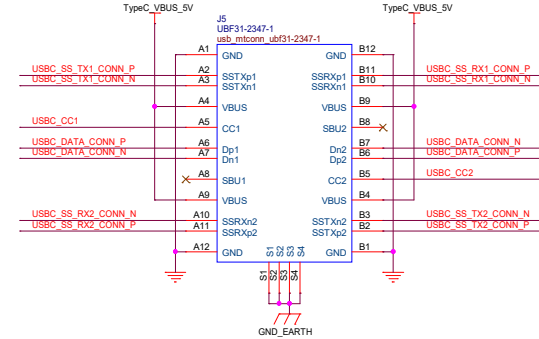 TypeC_VBUS_5V TypeC_VBUS_5V
J5
UBF31-2347-1
usb_mtconn_ubf31-2347-1
A1 GND GND B12
USBC_SS_TX1_CONN_P A2 SSTXp1 SSRXp1 B11 USBC_SS_RX1_CONN_P
USBC_SS_TX1_CONN_N A3 SSTXn1 SSRXn1 B10 USBC_SS_RX1_CONN_N
A4 VBUS VBUS B9
USBC_CC1 A5 CC1 SBU2 B8
USBC_DATA_CONN_P A6 Dp1 Dn2 B7 USBC_DATA_CONN_N
USBC_DATA_CONN_N A7 Dn1 Dp2 B6 USBC_DATA_CONN_P
A8 SBU1 CC2 B5 USBC_CC2
A9 VBUS VBUS B4
USBC_SS_RX2_CONN_N A10 SSRXn2 SSTXn2 B3 USBC_SS_TX2_CONN_N
USBC_SS_RX2_CONN_P A11 SSRXp2 SSTXp2 B2 USBC_SS_TX2_CONN_P
A12 GND GND B1
S1 S2 S3 S4
S1 S2 S3 S4
GND_EARTH